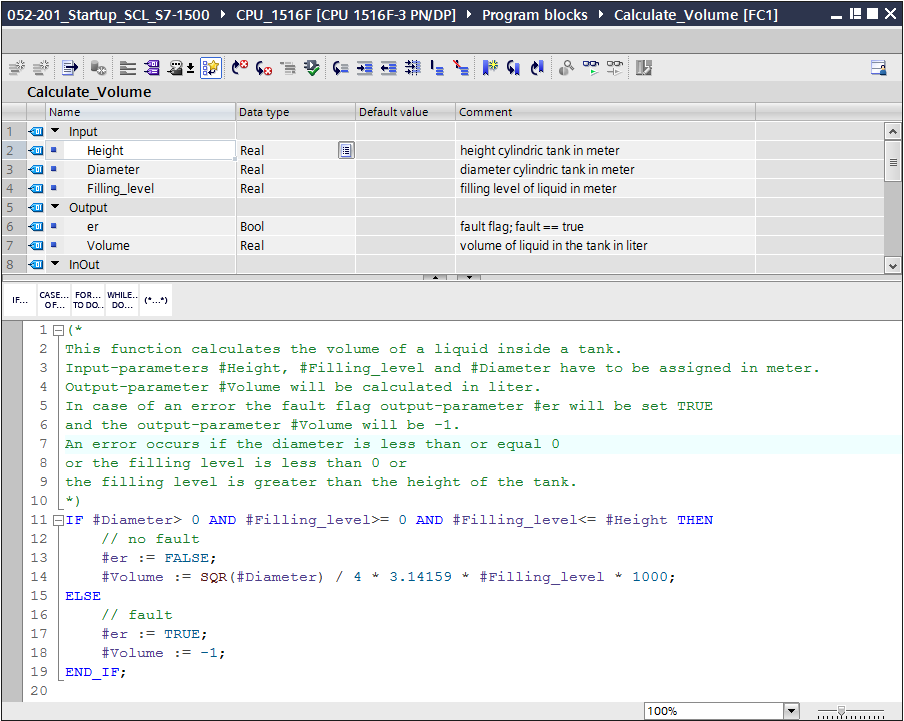 052-201_Startup_SCL_S7-1500 ▸ CPU_1516F [CPU 1516F-3 PN/DP] ▸ Program blocks ▸ Calculate_Volume [FC1]
Calculate_Volume
Name Data type Default value Comment
1 Input
2 Height Real height cylindric tank in meter
3 Diameter Real diameter cylindric tank in meter
4 Filling_level Real filling level of liquid in meter
5 Output
6 er Bool fault flag; fault == true
7 Volume Real volume of liquid in the tank in liter
8 InOut
IF... CASE... OF... FOR... TO DO.. WHILE.. DO... (*...*)
1 (*
2 This function calculates the volume of a liquid inside a tank.
3 Input-parameters #Height, #Filling_level and #Diameter have to be assigned in meter.
4 Output-parameter #Volume will be calculated in liter.
5 In case of an error the fault flag output-parameter #er will be set TRUE
6 and the output-parameter #Volume will be -1.
7 An error occurs if the diameter is less than or equal 0
8 or the filling level is less than 0 or
9 the filling level is greater than the height of the tank.
10 *)
11 IF #Diameter> 0 AND #Filling_level>= 0 AND #Filling_level<= #Height THEN
12 // no fault
13 #er := FALSE;
14 #Volume := SQR(#Diameter) / 4 * 3.14159 * #Filling_level * 1000;
15 ELSE
16 // fault
17 #er := TRUE;
18 #Volume := -1;
19 END_IF;
20
100%